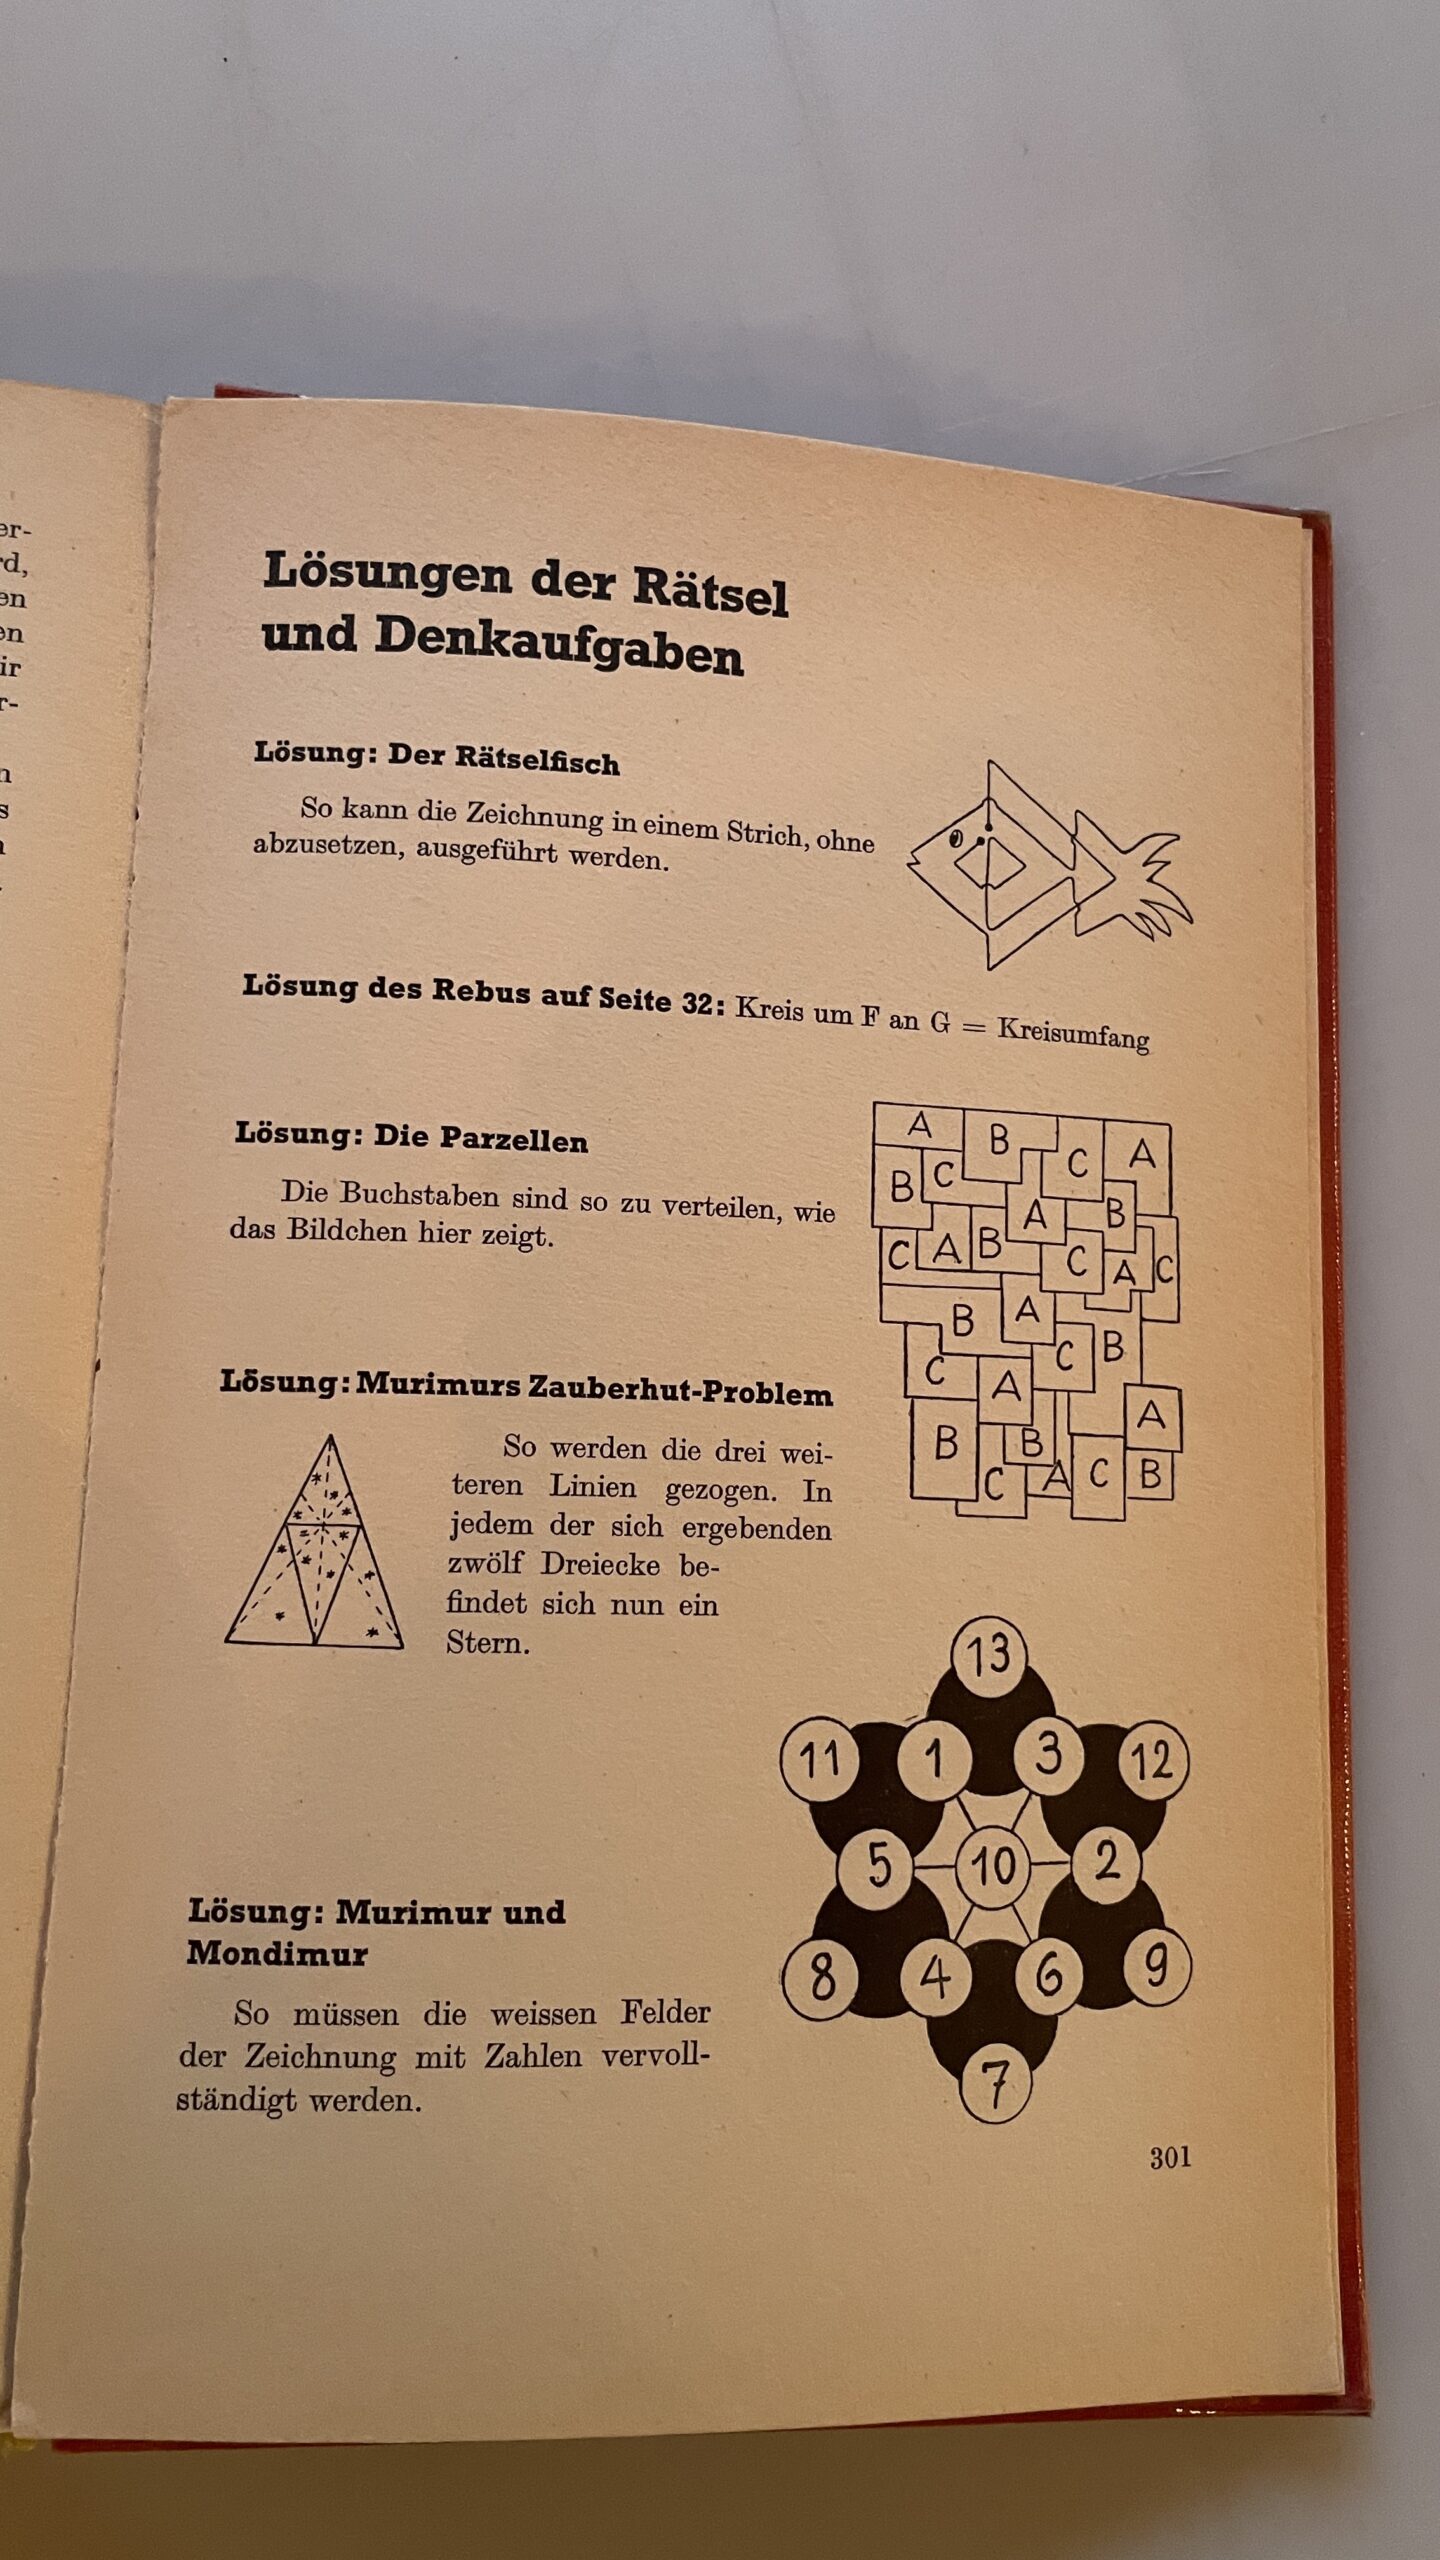 er-
rd,
en
en
ir
r-
n
s
Lösungen der Rätsel
und Denkaufgaben
Lösung: Der Rätselfisch
So kann die Zeichnung in einem Strich, ohne
abzusetzen, ausgeführt werden.
Lösung des Rebus auf Seite 32: Kreis um F an G = Kreisumfang
Lösung: Die Parzellen
Die Buchstaben sind so zu verteilen, wie
das Bildchen hier zeigt.
A B C A
B C
A B
C A B C A C
B A
C B
C A
A
B B
C A C B
Lösung: Murimurs Zauberhut-Problem
So werden die drei wei-
teren Linien gezogen. In
jedem der sich ergebenden
zwölf Dreiecke be-
findet sich nun ein
Stern.
13
11 1 3 12
5 10 2
8 4 6 9
7
Lösung: Murimur und
Mondimur
So müssen die weissen Felder
der Zeichnung mit Zahlen vervoll-
ständigt werden.
301